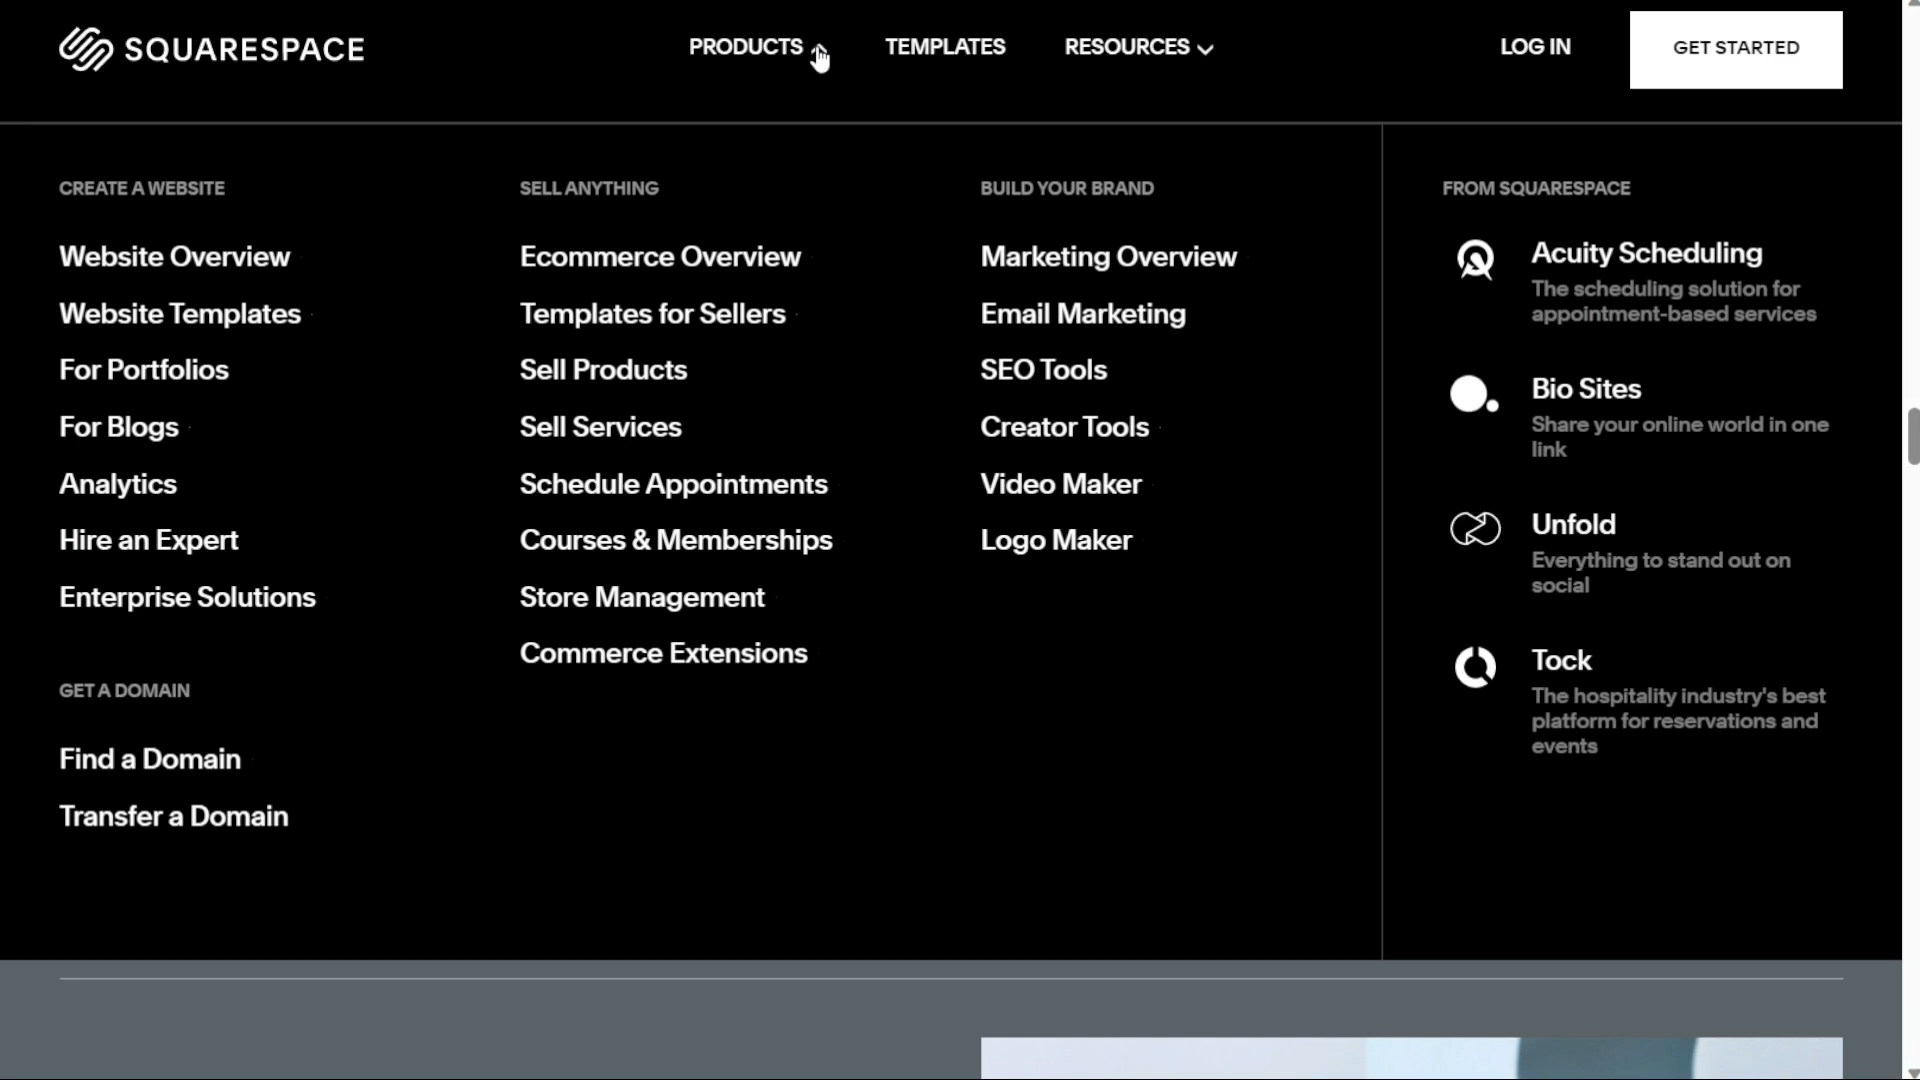 SQUARESPACE
PRODUCTS
TEMPLATES
RESOURCES
LOG IN
GET STARTED
CREATE A WEBSITE
Website Overview
Website Templates
For Portfolios
For Blogs
Analytics
Hire an Expert
Enterprise Solutions
GET A DOMAIN
Find a Domain
Transfer a Domain
SELL ANYTHING
Ecommerce Overview
Templates for Sellers
Sell Products
Sell Services
Schedule Appointments
Courses & Memberships
Store Management
Commerce Extensions
BUILD YOUR BRAND
Marketing Overview
Email Marketing
SEO Tools
Creator Tools
Video Maker
Logo Maker
FROM SQUARESPACE
Acuity Scheduling
The scheduling solution for
appointment-based services
Bio Sites
Share your online world in one
link
Unfold
Everything to stand out on
social
Tock
The hospitality industry's best
platform for reservations and
events